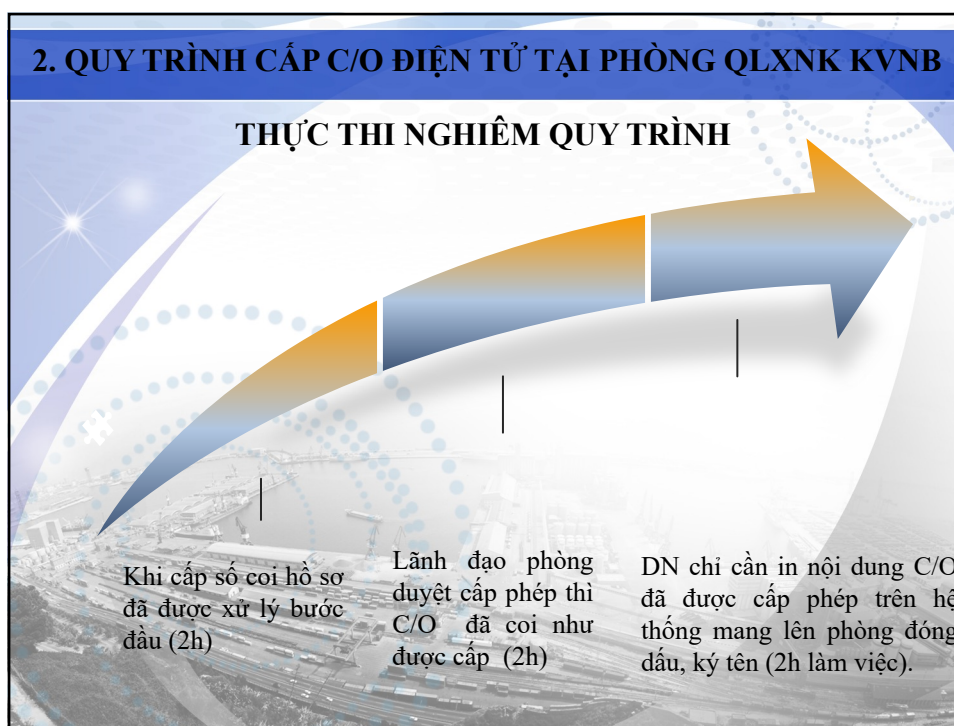 2. QUY TRÌNH CẤP C/O ĐIỆN TỬ TẠI PHÒNG QLXNK KVNB
THỰC THI NGHIÊM QUY TRÌNH
Khi cấp số coi hồ sơ
đã được xử lý bước
đầu (2h)
Lãnh đạo phòng
duyệt cấp phép thì
C/O đã coi như
được cấp (2h)
DN chỉ cần in nội dung C/O
đã được cấp phép trên hệ
thống mang lên phòng đóng
dấu, ký tên (2h làm việc).